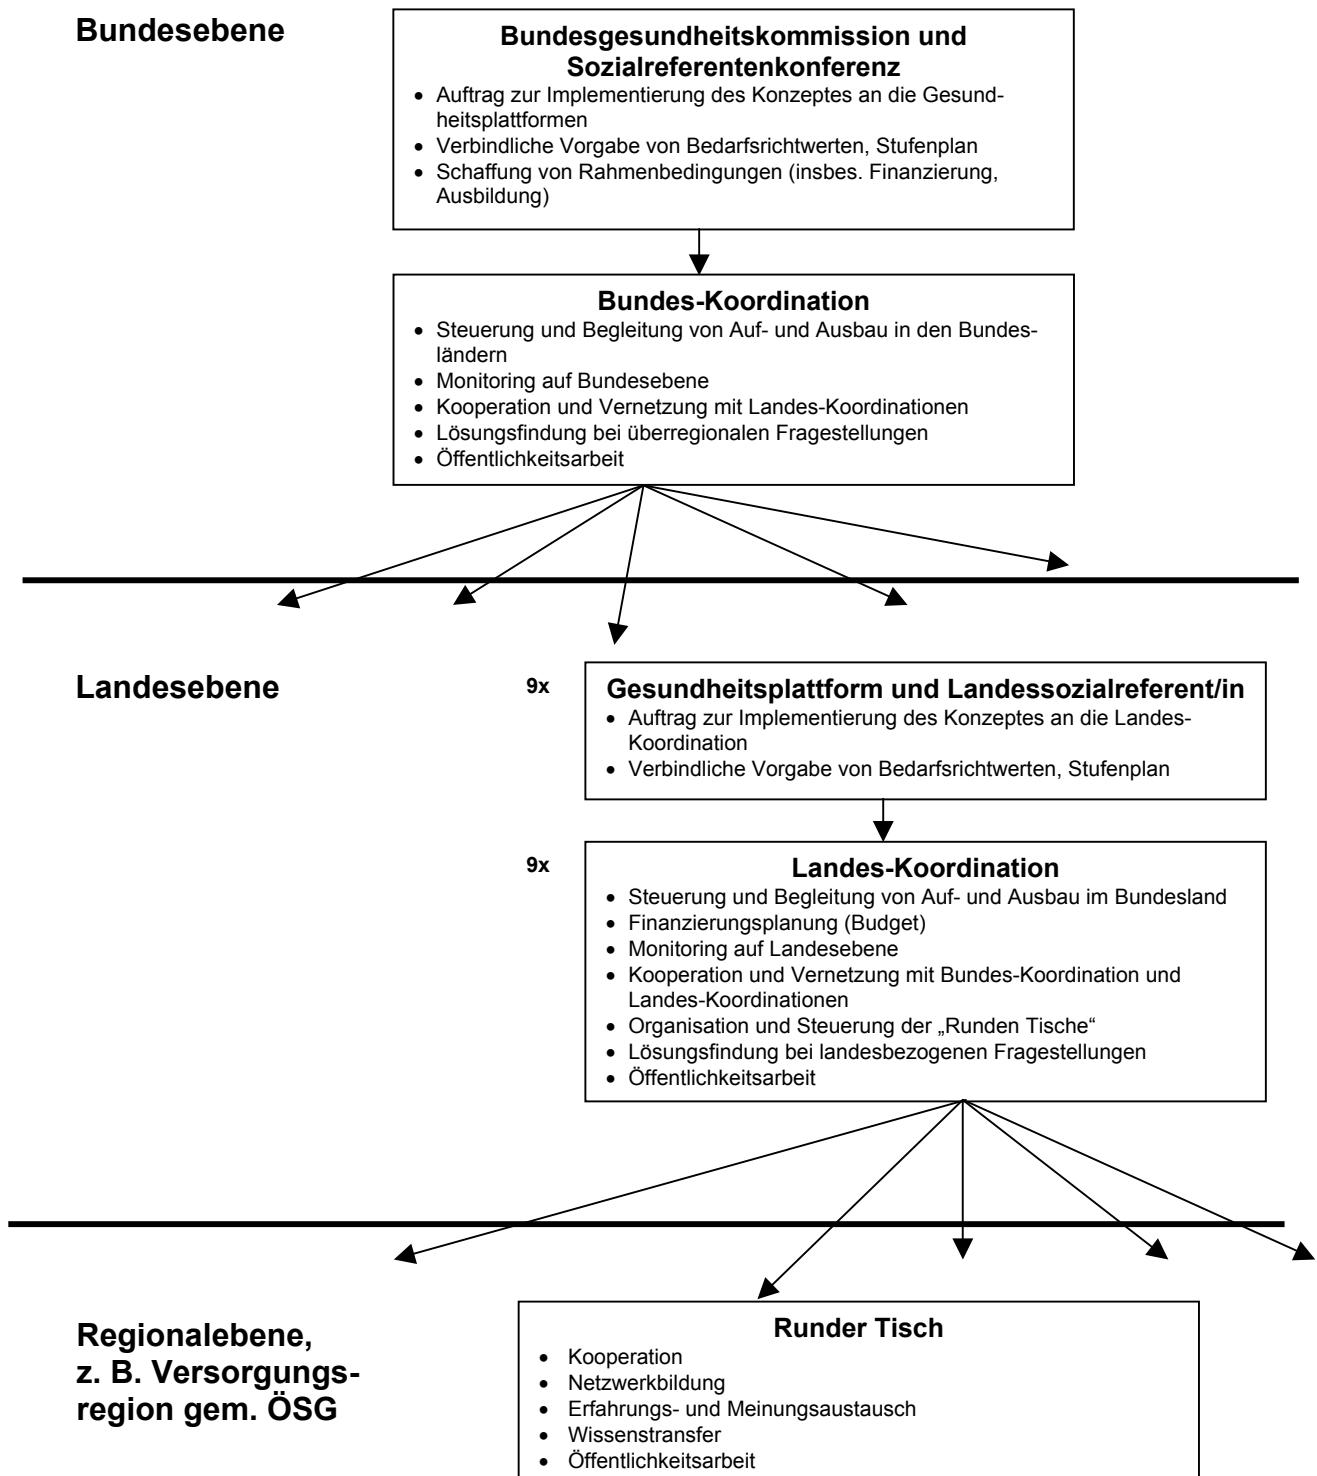 Bundesebene
Bundesgesundheitskommission und
Sozialreferentenkonferenz
• Auftrag zur Implementierung des Konzeptes an die Gesund-
heitsplattformen
• Verbindliche Vorgabe von Bedarfsrichtwerten, Stufenplan
• Schaffung von Rahmenbedingungen (insbes. Finanzierung,
Ausbildung)
Bundes-Koordination
• Steuerung und Begleitung von Auf- und Ausbau in den Bundes-
ländern
• Monitoring auf Bundesebene
• Kooperation und Vernetzung mit Landes-Koordinationen
• Lösungsfindung bei überregionalen Fragestellungen
• Öffentlichkeitsarbeit
Landesebene
9x
Gesundheitsplattform und Landessozialreferent/in
• Auftrag zur Implementierung des Konzeptes an die Landes-
Koordination
• Verbindliche Vorgabe von Bedarfsrichtwerten, Stufenplan
9x
Landes-Koordination
• Steuerung und Begleitung von Auf- und Ausbau im Bundesland
• Finanzierungsplanung (Budget)
• Monitoring auf Landesebene
• Kooperation und Vernetzung mit Bundes-Koordination und
Landes-Koordinationen
• Organisation und Steuerung der „Runden Tische“
• Lösungsfindung bei landesbezogenen Fragestellungen
• Öffentlichkeitsarbeit
Regionalebene,
z. B. Versorgungs-
region gem. ÖSG
Runder Tisch
• Kooperation
• Netzwerkbildung
• Erfahrungs- und Meinungsaustausch
• Wissenstransfer
• Öffentlichkeitsarbeit